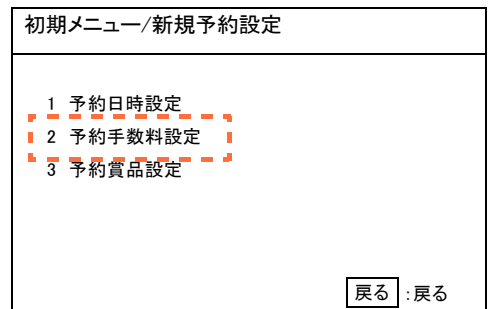 初期メニュー/新規予約設定
1 予約日時設定
2 予約手数料設定
3 予約賞品設定
戻る:戻る